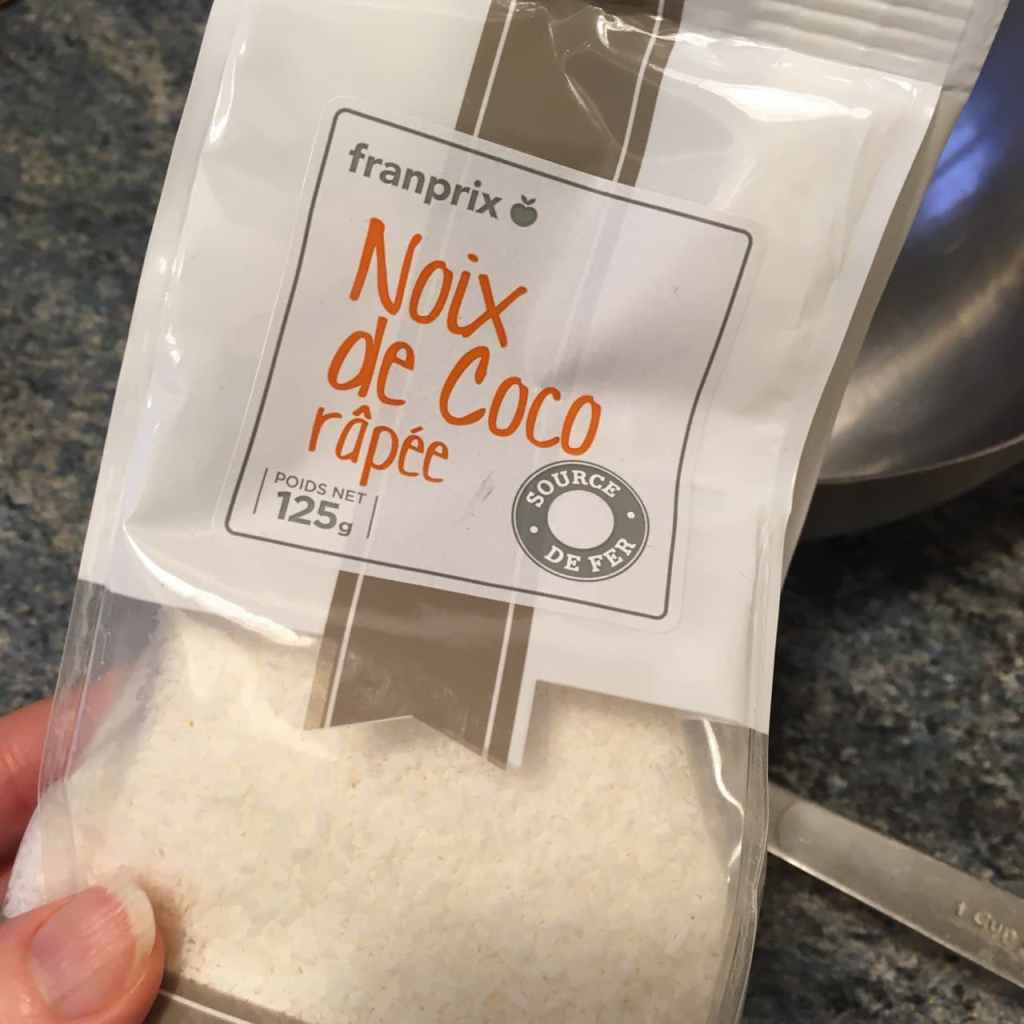 franprix
Noix
de Coco
râpée
POIDS NET
125g
SOURCE
DE FER
1 CUP